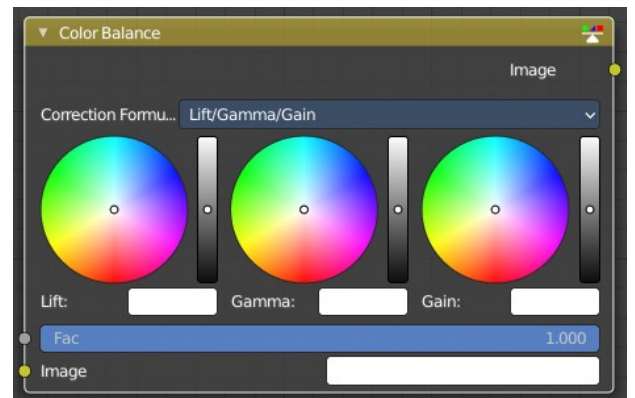 Color Balance
Image
Correction Formu... Lift/Gamma/Gain
Lift: Gamma: Gain:
Fac 1.000
Image